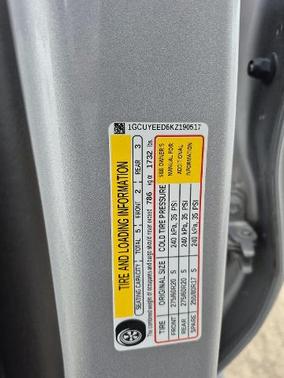 1GCUYEED6KZ190517
TIRE AND LOADING INFORMATION
SEATING CAPACITY TOTAL 5 FRONT 2 REAR 3
The combined weight of occupants and cargo should never exceed 786 kg or 1732 lbs.
TIRE ORIGINAL SIZE COLD TIRE PRESSURE
FRONT 275/60R20 S 240 kPa, 35 PSI
REAR 275/60R20 S 240 kPa, 35 PSI
SPARE 255/80R17 S 240 kPa, 35 PSI
SEE OWNER'S
MANUAL FOR
ADDITIONAL
INFORMATION